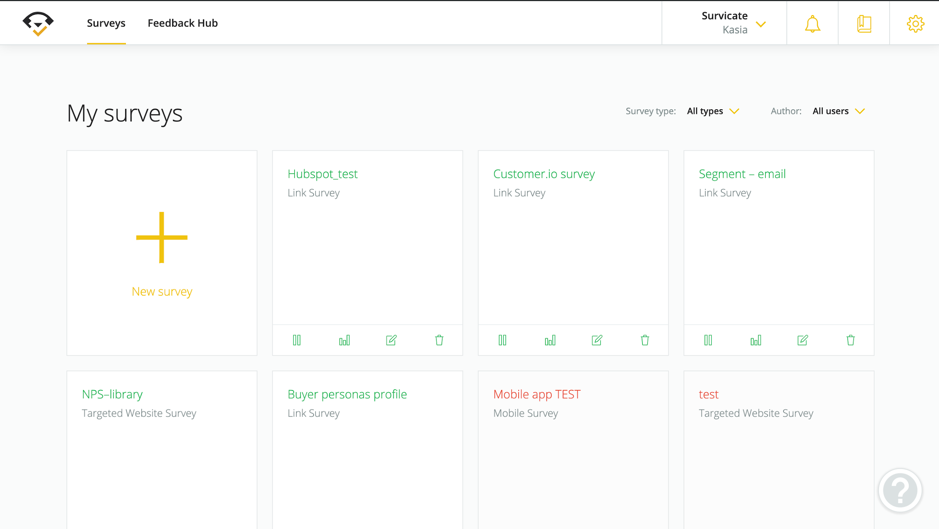 Surveys
Feedback Hub
Survicate
Kasia
My surveys
Survey type: All types
Author: All users
New survey
Hubspot_test
Link Survey
Customer.io survey
Link Survey
Segment – email
Link Survey
NPS–library
Targeted Website Survey
Buyer personas profile
Link Survey
Mobile app TEST
Mobile Survey
test
Targeted Website Survey
?